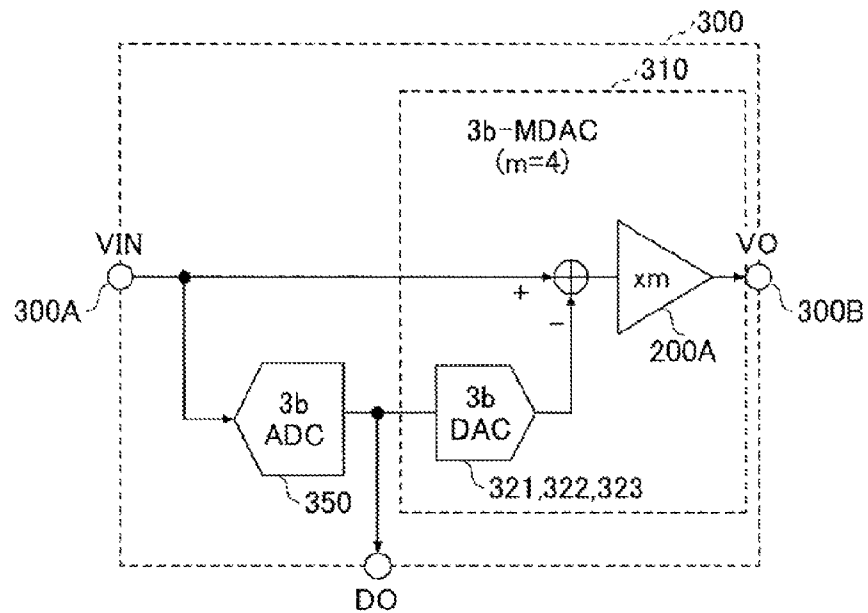 300
310
3b-MDAC
(m=4)
VIN
VO
+
xm
300A
300B
−
200A
3b
ADC
3b
DAC
350
321,322,323
DO